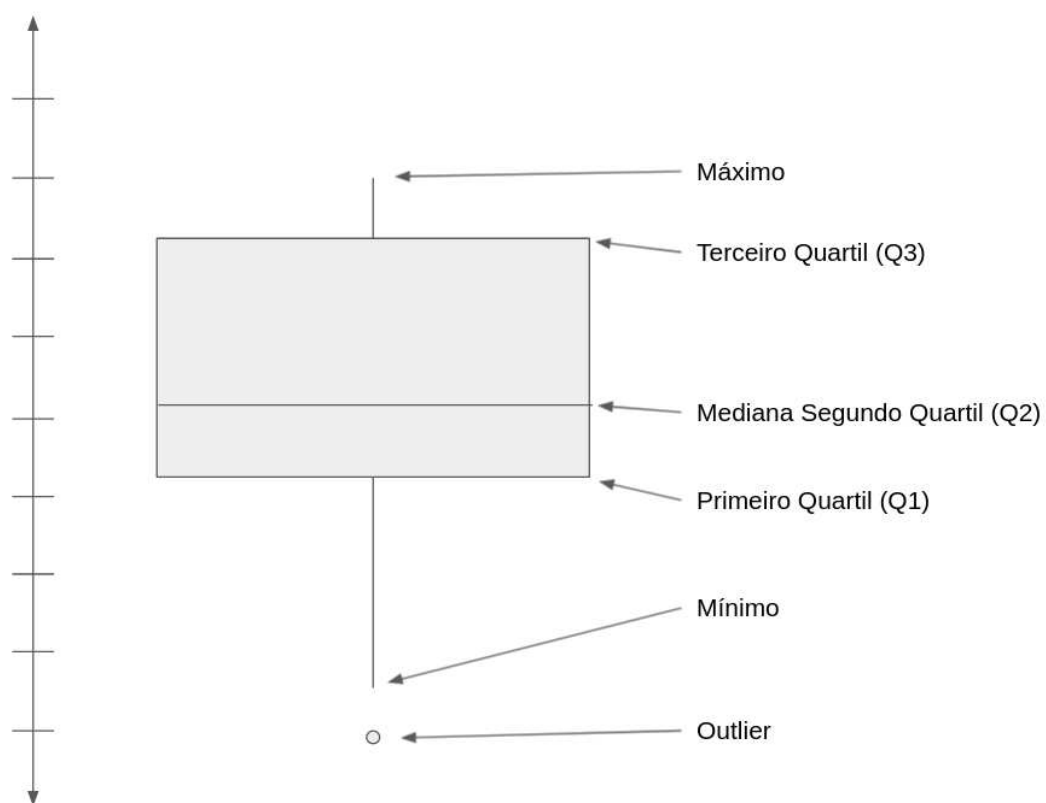 Máximo
Terceiro Quartil (Q3)
Mediana Segundo Quartil (Q2)
Primeiro Quartil (Q1)
Mínimo
Outlier